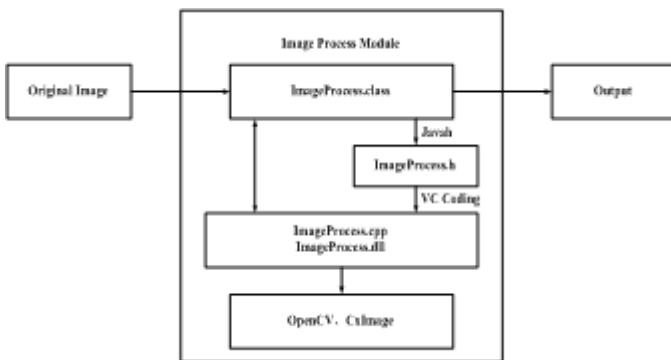 Image Process Module
Original Image
ImageProcess.class
Output
Javah
ImageProcess.h
VC Coding
ImageProcess.cpp
ImageProcess.dll
OpenCV、CxImage